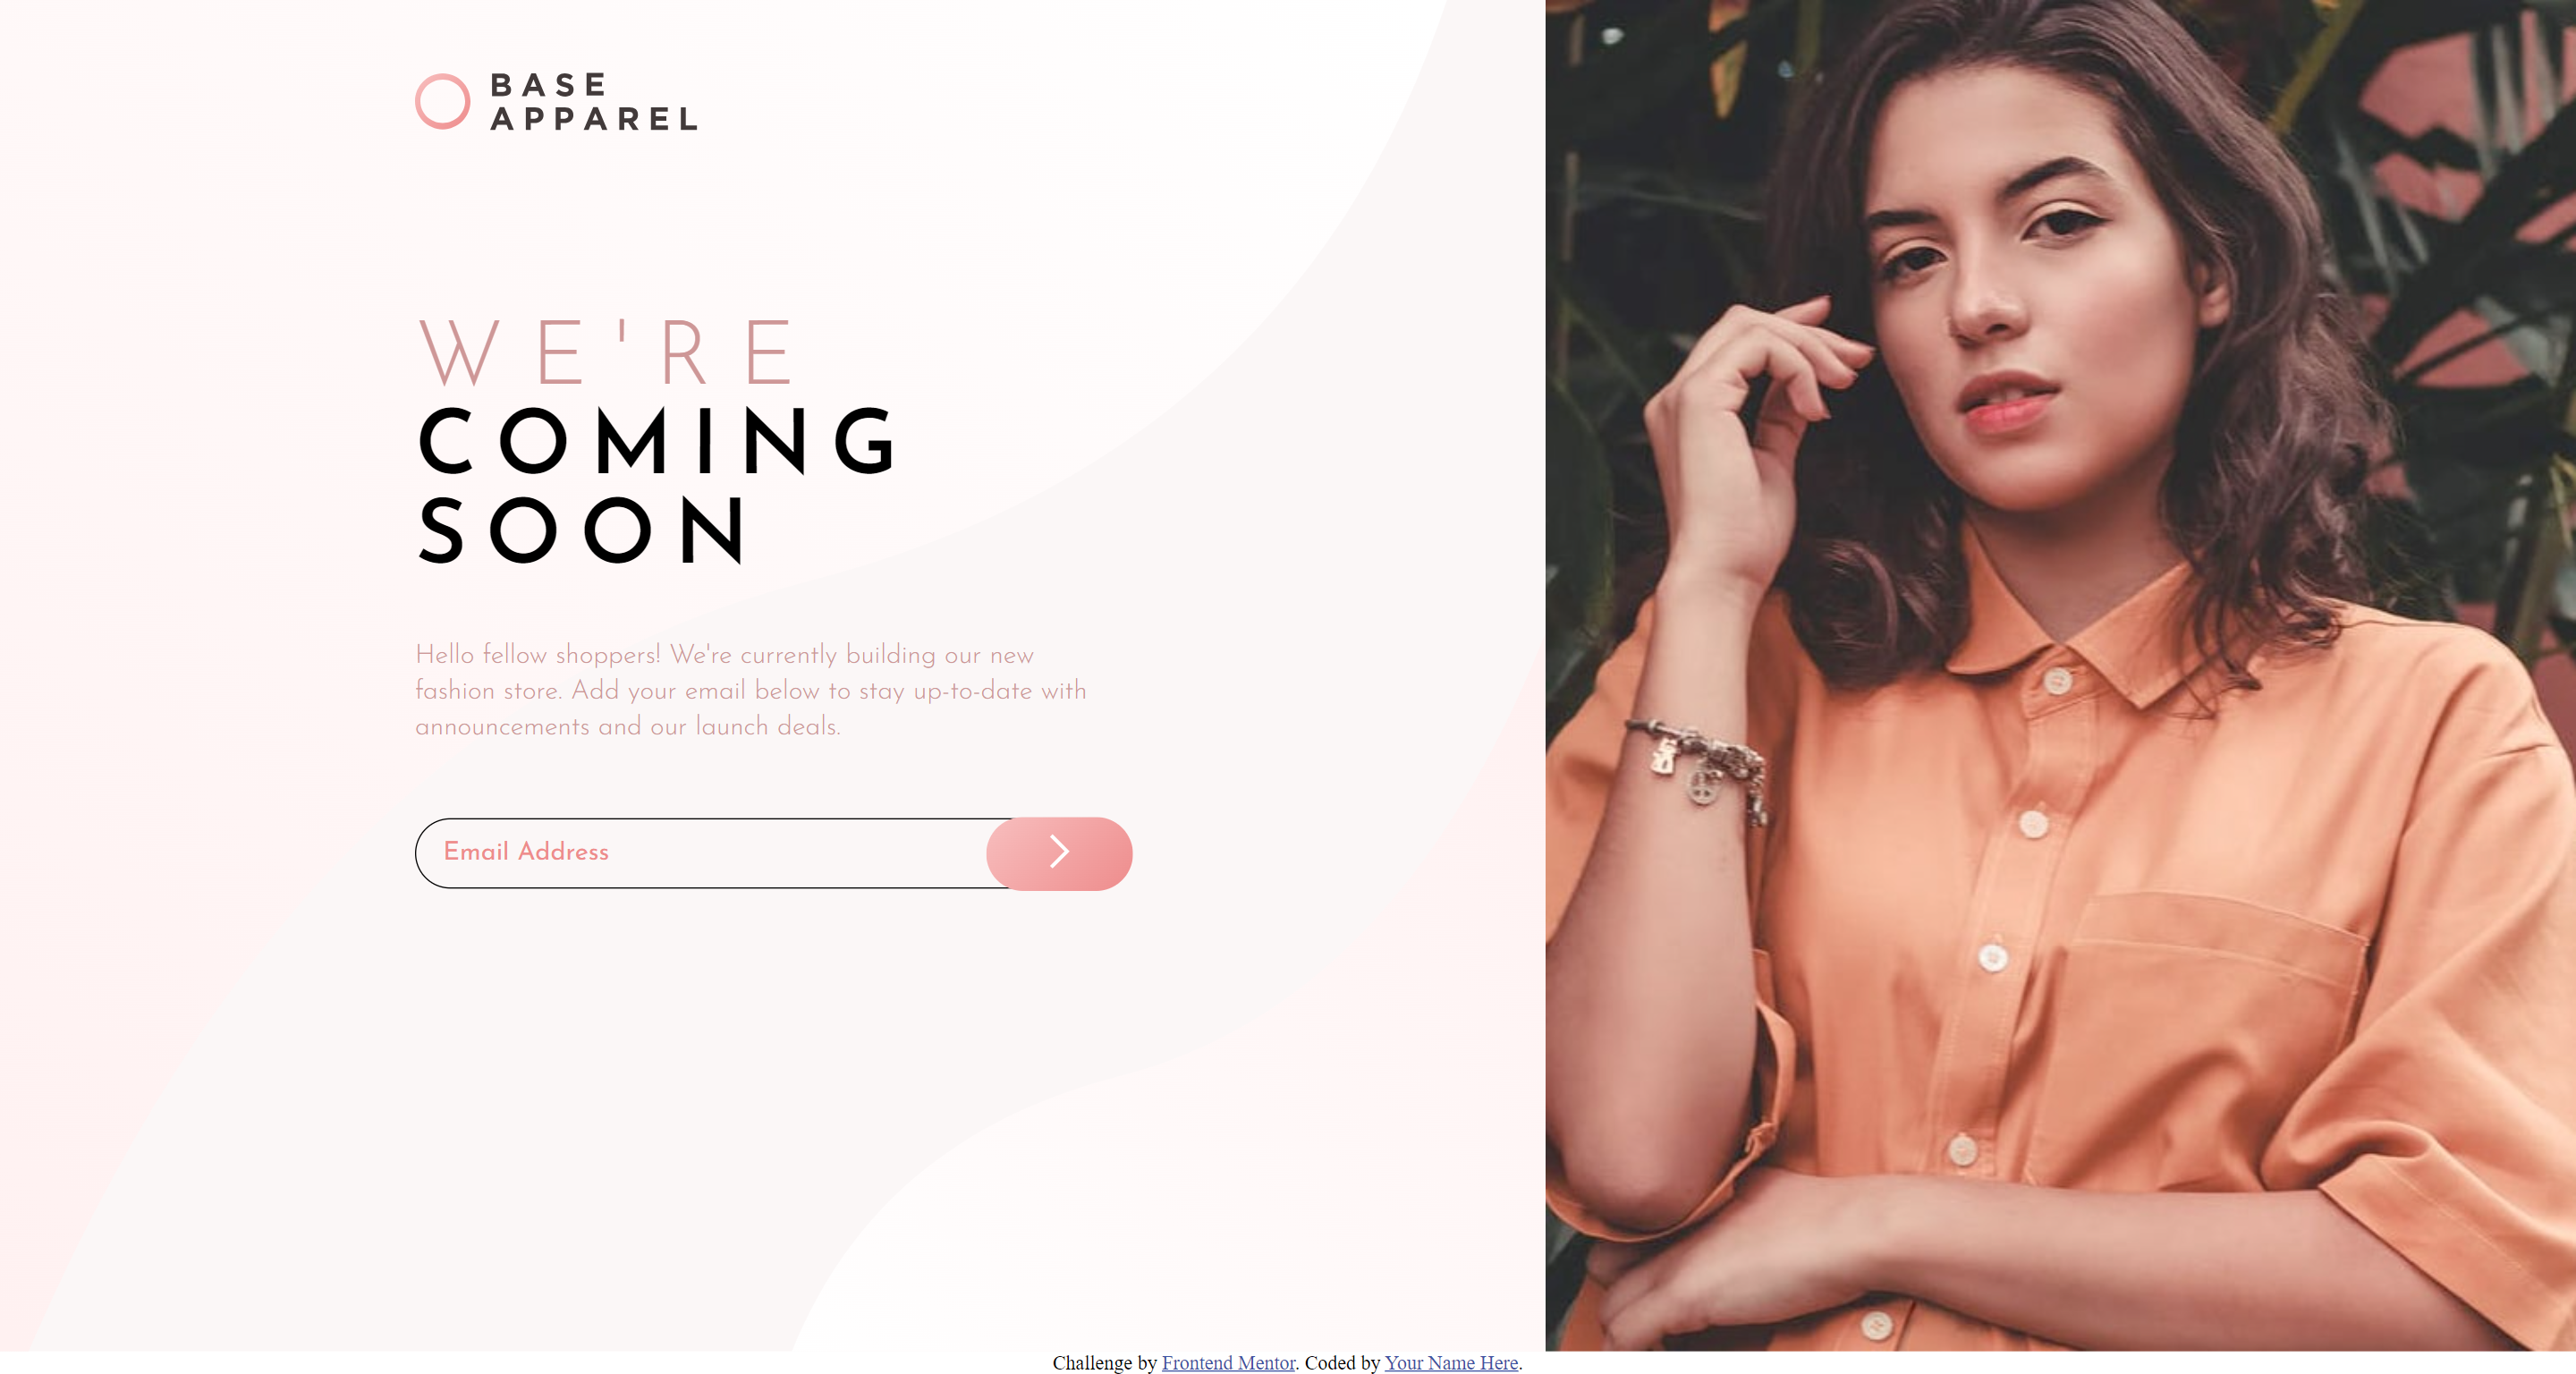 BASE
APPAREL
WE'RE
COMING
SOON
Hello fellow shoppers! We're currently building our new
fashion store. Add your email below to stay up-to-date with
announcements and our launch deals.
Email Address
Challenge by Frontend Mentor. Coded by Your Name Here.